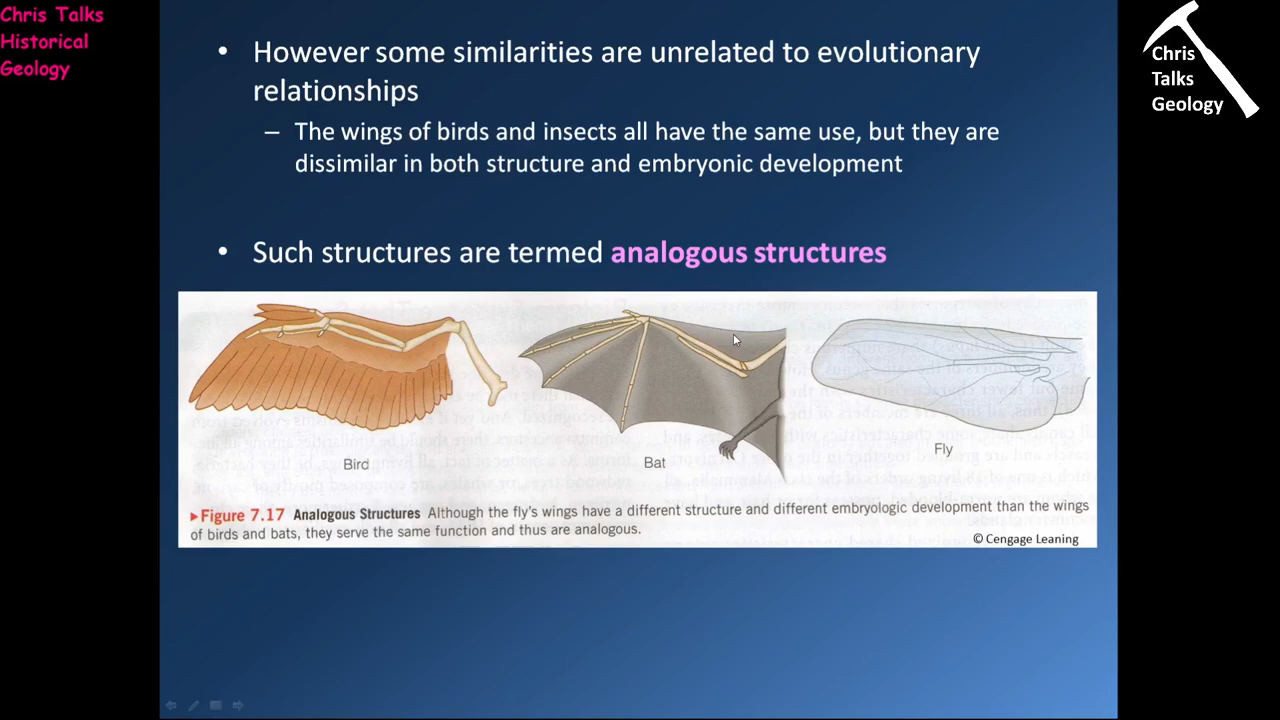 Chris Talks
Historical
Geology
Chris
Talks
Geology
• However some similarities are unrelated to evolutionary
relationships
– The wings of birds and insects all have the same use, but they are
dissimilar in both structure and embryonic development
• Such structures are termed analogous structures
Bird
Bat
Fly
▸Figure 7.17 Analogous Structures Although the fly's wings have a different structure and different embryologic development than the wings
of birds and bats, they serve the same function and thus are analogous.
© Cengage Leaning